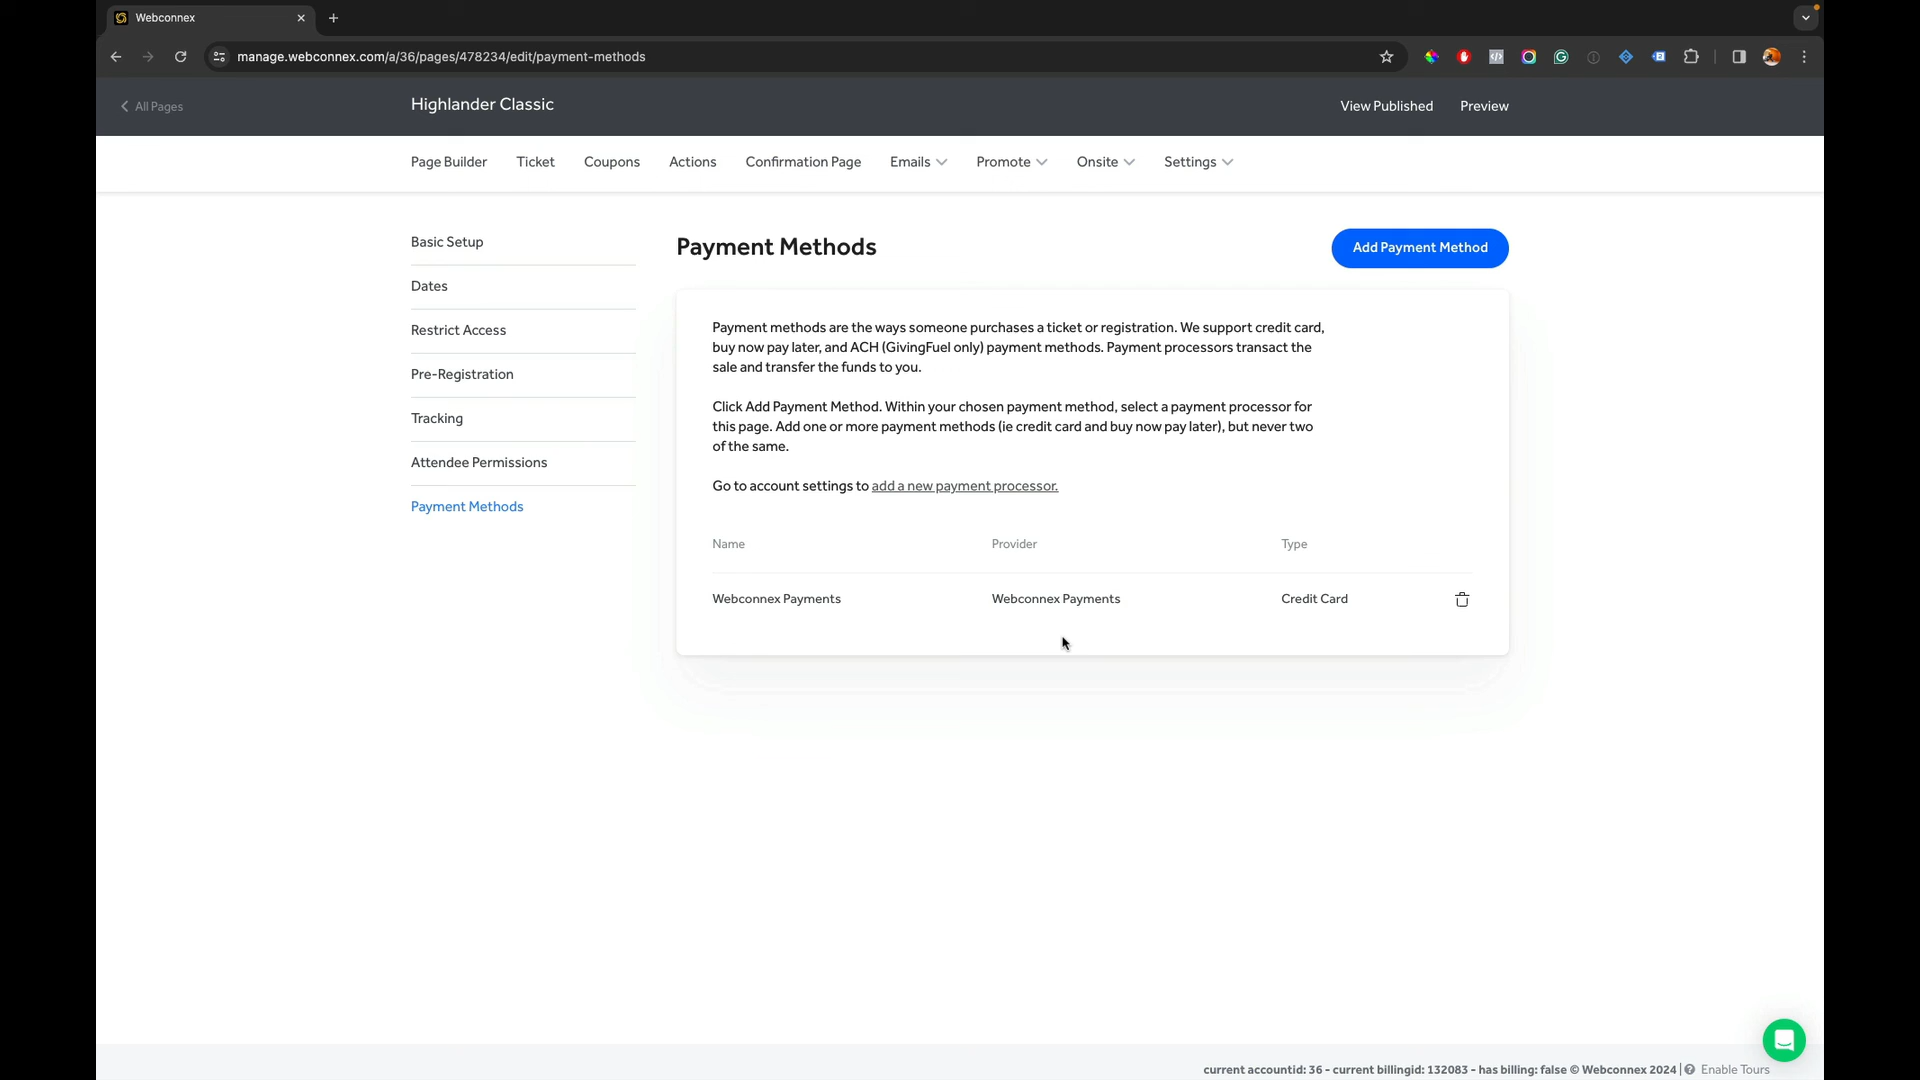 Webconnex
manage.webconnex.com/a/36/pages/478234/edit/payment-methods
All Pages
Highlander Classic
View Published
Preview
Page Builder
Ticket
Coupons
Actions
Confirmation Page
Emails
Promote
Onsite
Settings
Basic Setup
Dates
Restrict Access
Pre-Registration
Tracking
Attendee Permissions
Payment Methods
Payment Methods
Add Payment Method
Payment methods are the ways someone purchases a ticket or registration. We support credit card,
buy now pay later, and ACH (GivingFuel only) payment methods. Payment processors transact the
sale and transfer the funds to you.
Click Add Payment Method. Within your chosen payment method, select a payment processor for
this page. Add one or more payment methods (ie credit card and buy now pay later), but never two
of the same.
Go to account settings to add a new payment processor.
Name Provider Type
Webconnex Payments Webconnex Payments Credit Card
current accountid: 36 - current billingid: 132083 - has billing: false © Webconnex 2024 | Enable Tours